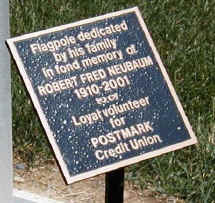 Flagpole dedicated
by his family
In fond memory of
ROBERT FRED NEUBAUM
1910-2001
Loyal volunteer
for
POSTMARK
Credit Union